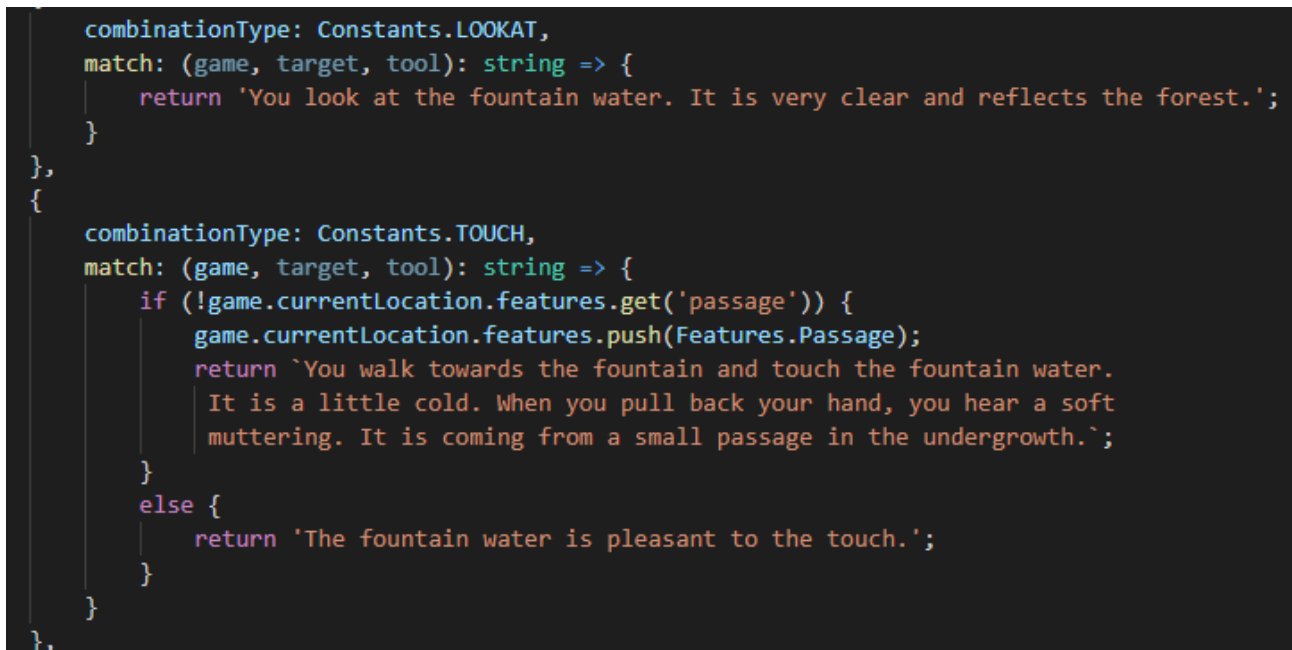 combinationType: Constants.LOOKAT,
match: (game, target, tool): string => {
return 'You look at the fountain water. It is very clear and reflects the forest.';
}
},
{
combinationType: Constants.TOUCH,
match: (game, target, tool): string => {
if (!game.currentLocation.features.get('passage')) {
game.currentLocation.features.push(Features.Passage);
return `You walk towards the fountain and touch the fountain water.
It is a little cold. When you pull back your hand, you hear a soft
muttering. It is coming from a small passage in the undergrowth.`;
}
else {
return 'The fountain water is pleasant to the touch.';
}
}
},